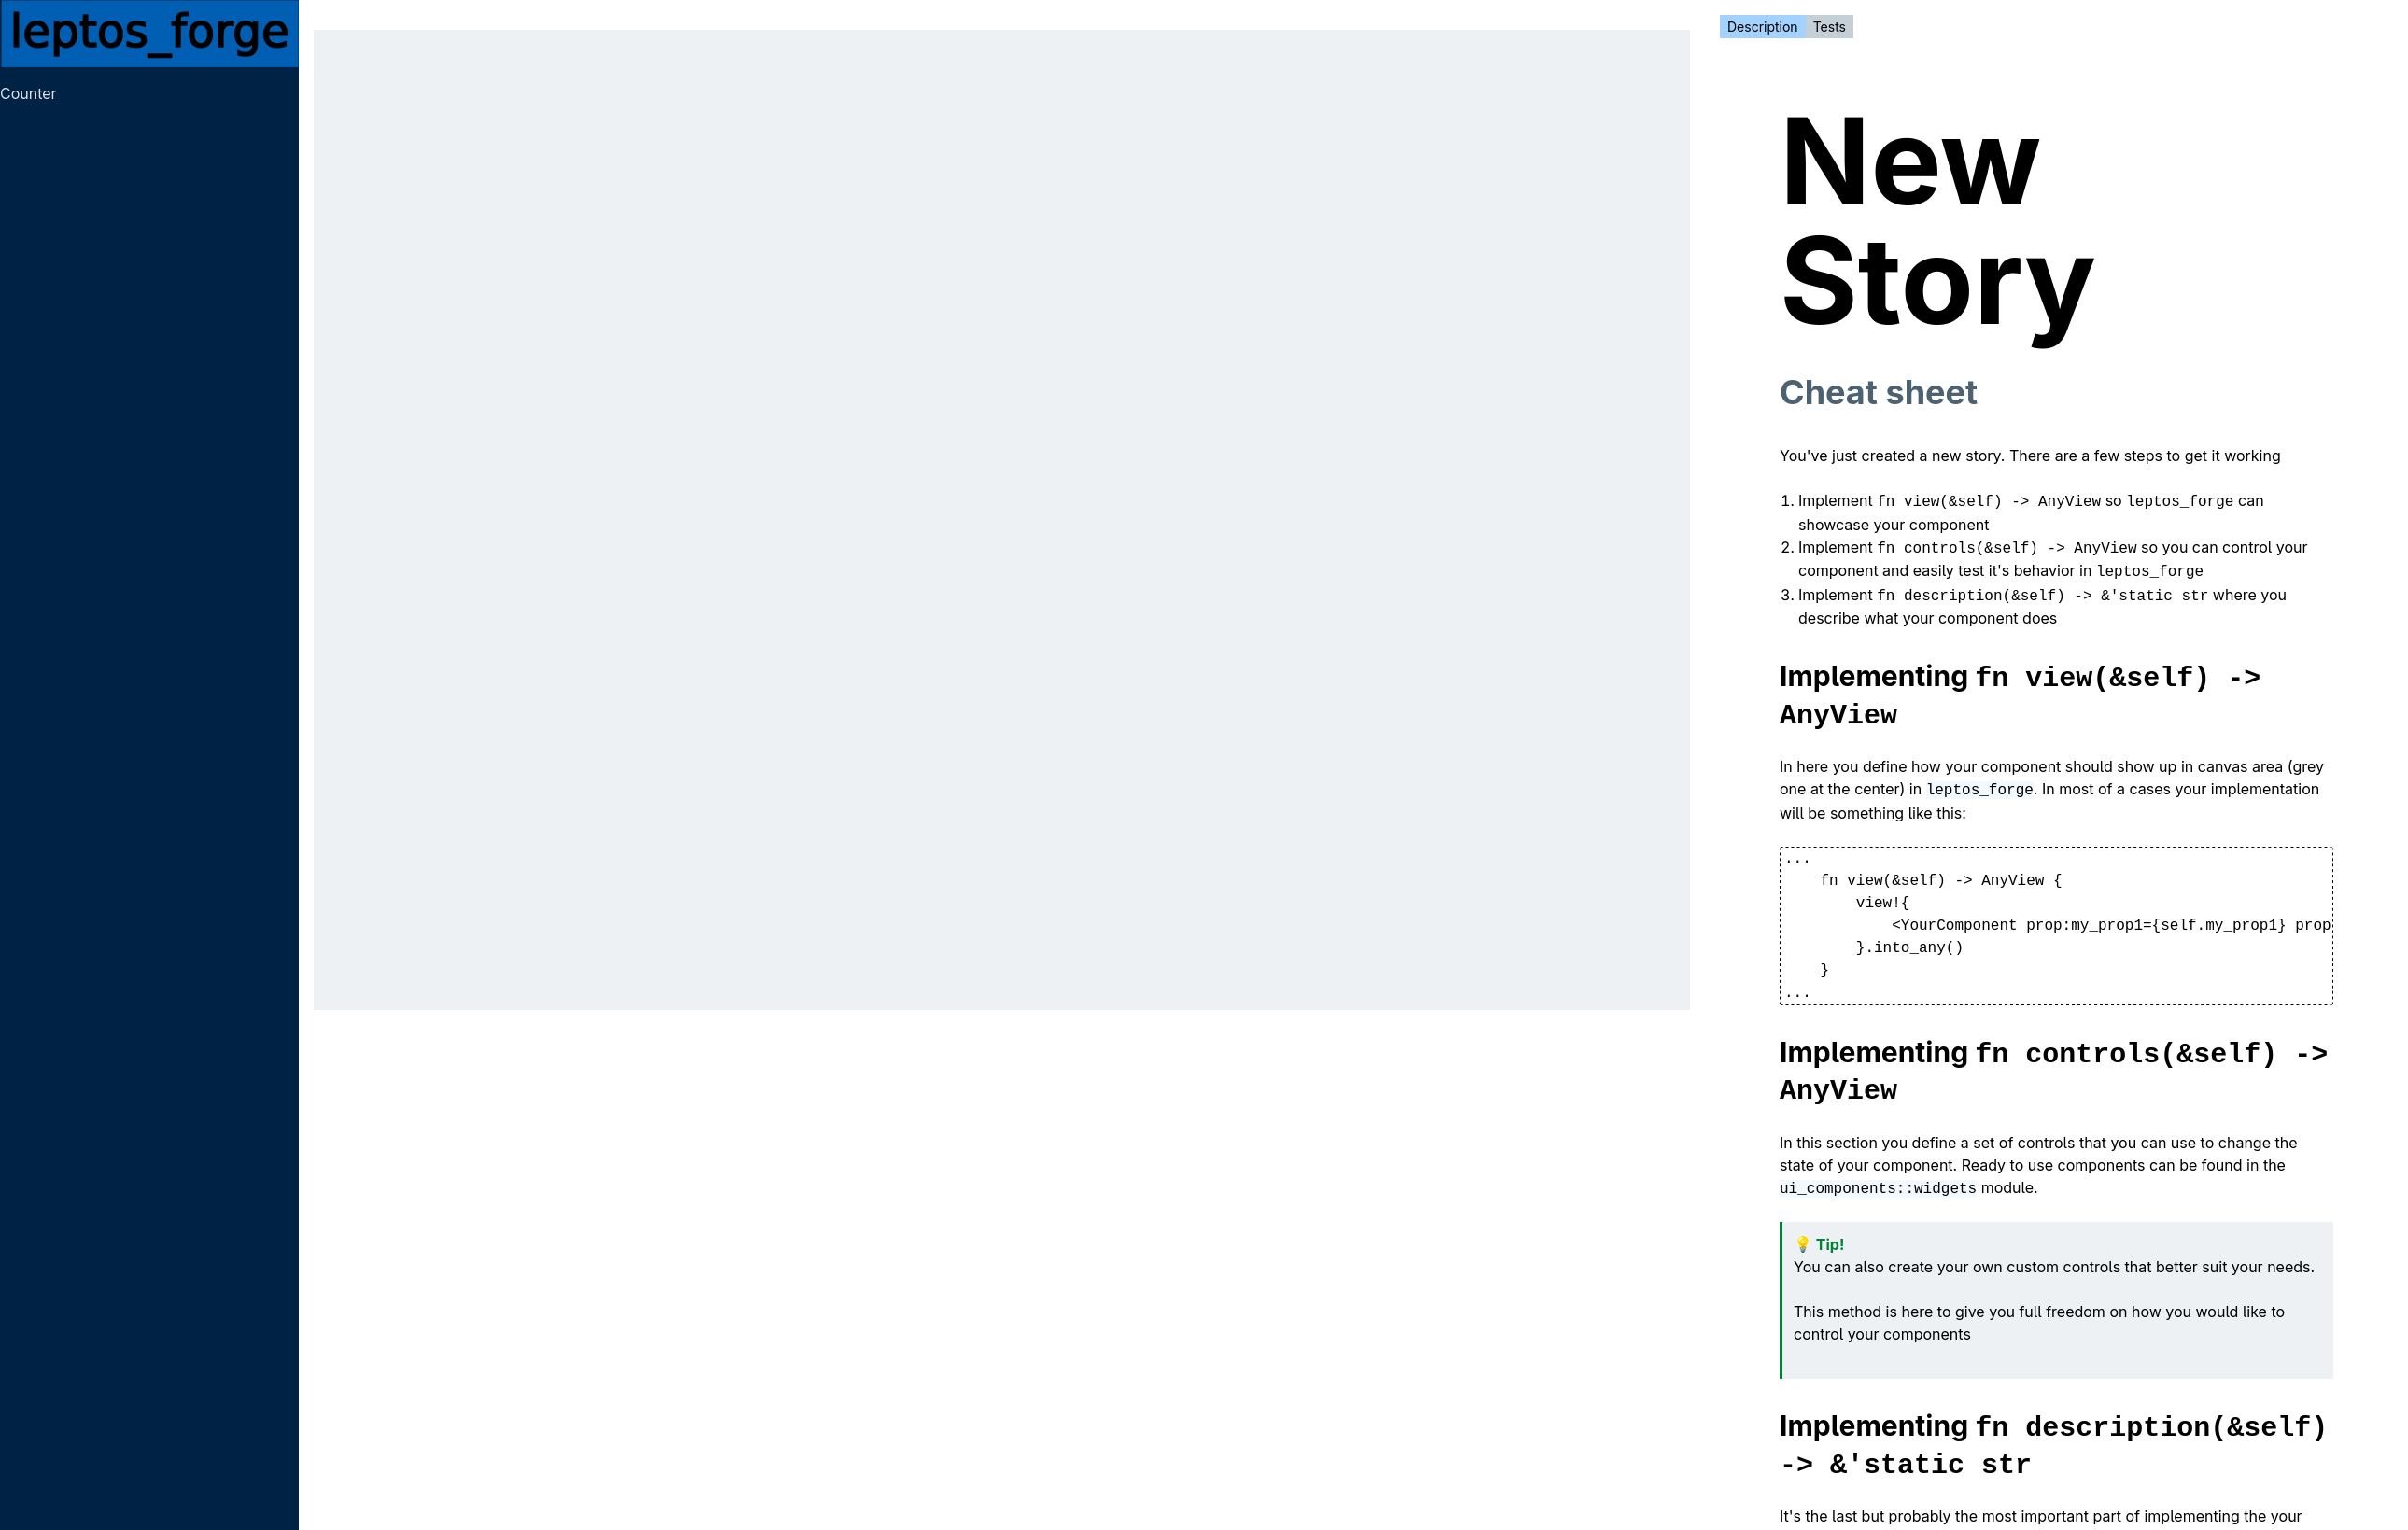 leptos_forge
Counter
Description Tests
New
Story
Cheat sheet
You've just created a new story. There are a few steps to get it working
1. Implement fn view(&self) -> AnyView so leptos_forge can
showcase your component
2. Implement fn controls(&self) -> AnyView so you can control your
component and easily test it's behavior in leptos_forge
3. Implement fn description(&self) -> &'static str where you
describe what your component does
Implementing fn view(&self) ->
AnyView
In here you define how your component should show up in canvas area (grey
one at the center) in leptos_forge. In most of a cases your implementation
will be something like this:
...
    fn view(&self) -> AnyView {
        view!{
            <YourComponent prop:my_prop1={self.my_prop1} prop
        }.into_any()
    }
...
Implementing fn controls(&self) ->
AnyView
In this section you define a set of controls that you can use to change the
state of your component. Ready to use components can be found in the
ui_components::widgets module.
💡 Tip!
You can also create your own custom controls that better suit your needs.
This method is here to give you full freedom on how you would like to
control your components
Implementing fn description(&self)
-> &'static str
It's the last but probably the most important part of implementing the your